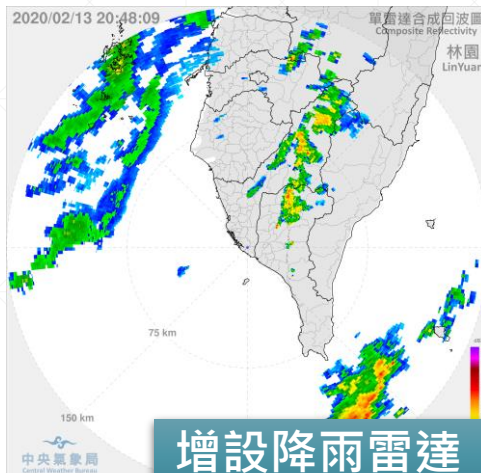 2020/02/13 20:48:09
單雷達合成回波圖
Composite Reflectivity
林園
LinYuan
75 km
150 km
中央氣象局
Central Weather Bureau
增設降雨雷達